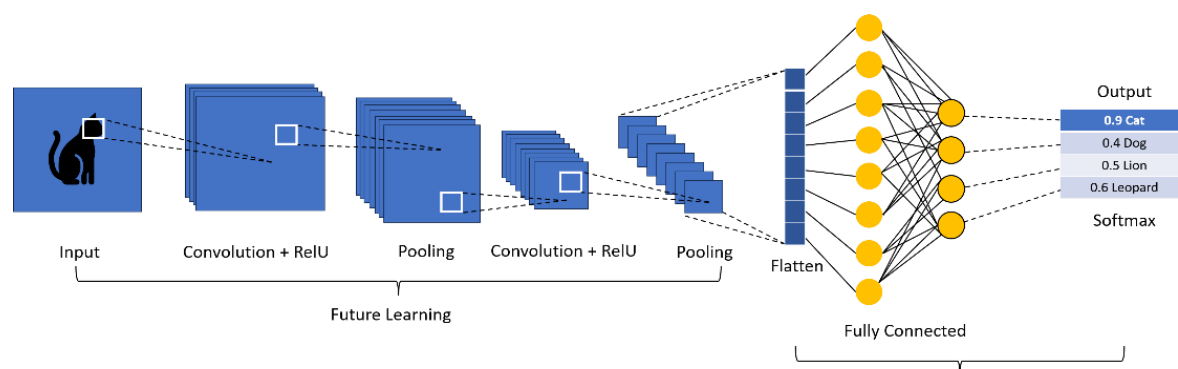 Input
Convolution + RelU
Pooling
Convolution + RelU
Pooling
Future Learning
Flatten
Fully Connected
Output
0.9 Cat
0.4 Dog
0.5 Lion
0.6 Leopard
Softmax